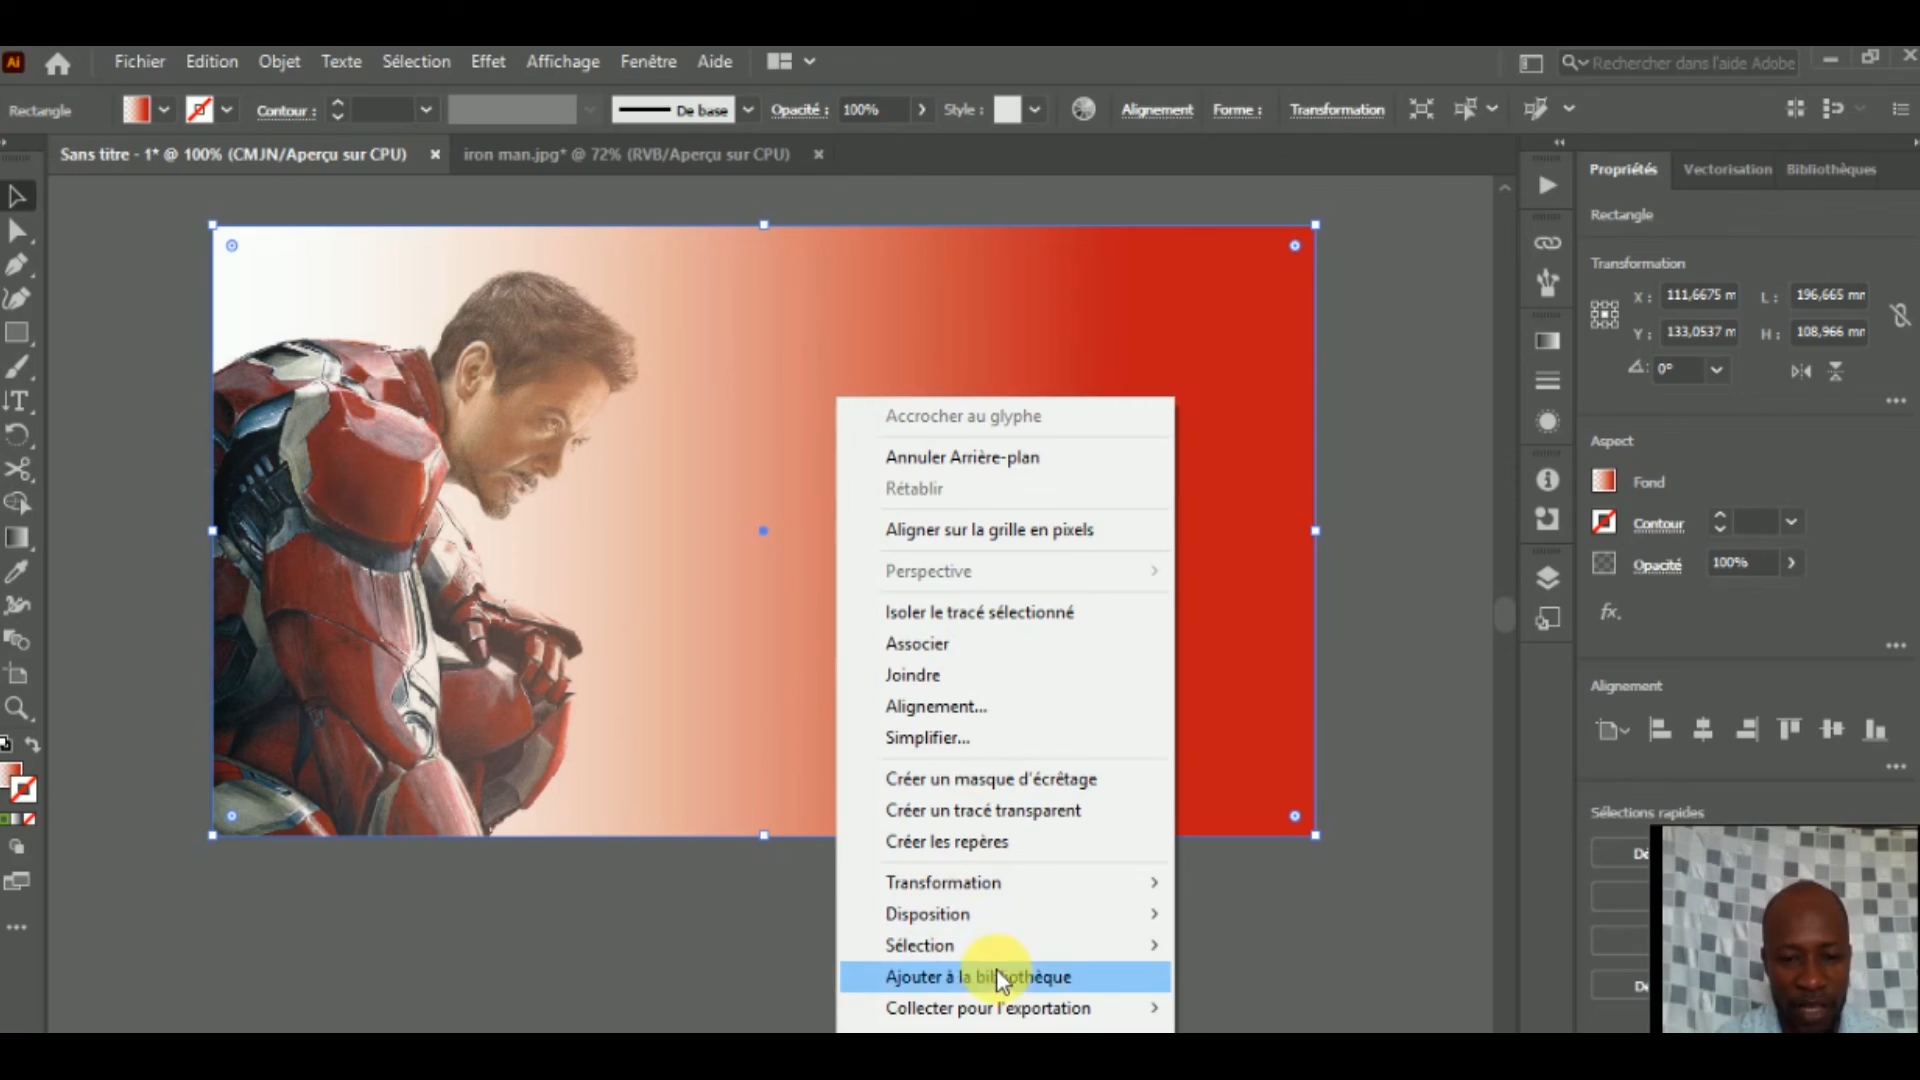 Ai
Fichier Edition Objet Texte Sélection Effet Affichage Fenêtre Aide
Rechercher dans l'aide Adobe
Rectangle Contour : De base Opacité : 100% Style : Alignement Forme : Transformation
Sans titre - 1* @ 100% (CMJN/Aperçu sur CPU)
iron man.jpg* @ 72% (RVB/Aperçu sur CPU)
Propriétés Vectorisation Bibliothèques
Rectangle
Transformation
X : 111,6675 m L : 196,665 mm
Y : 133,0537 m H : 108,966 mm
0°
Aspect
Fond
Contour
Opacité 100%
fx.
Alignement
Sélections rapides
Dé
De
Accrocher au glyphe
Annuler Arrière-plan
Rétablir
Aligner sur la grille en pixels
Perspective
Isoler le tracé sélectionné
Associer
Joindre
Alignement...
Simplifier...
Créer un masque d'écrêtage
Créer un tracé transparent
Créer les repères
Transformation
Disposition
Sélection
Ajouter à la bibliothèque
Collecter pour l'exportation